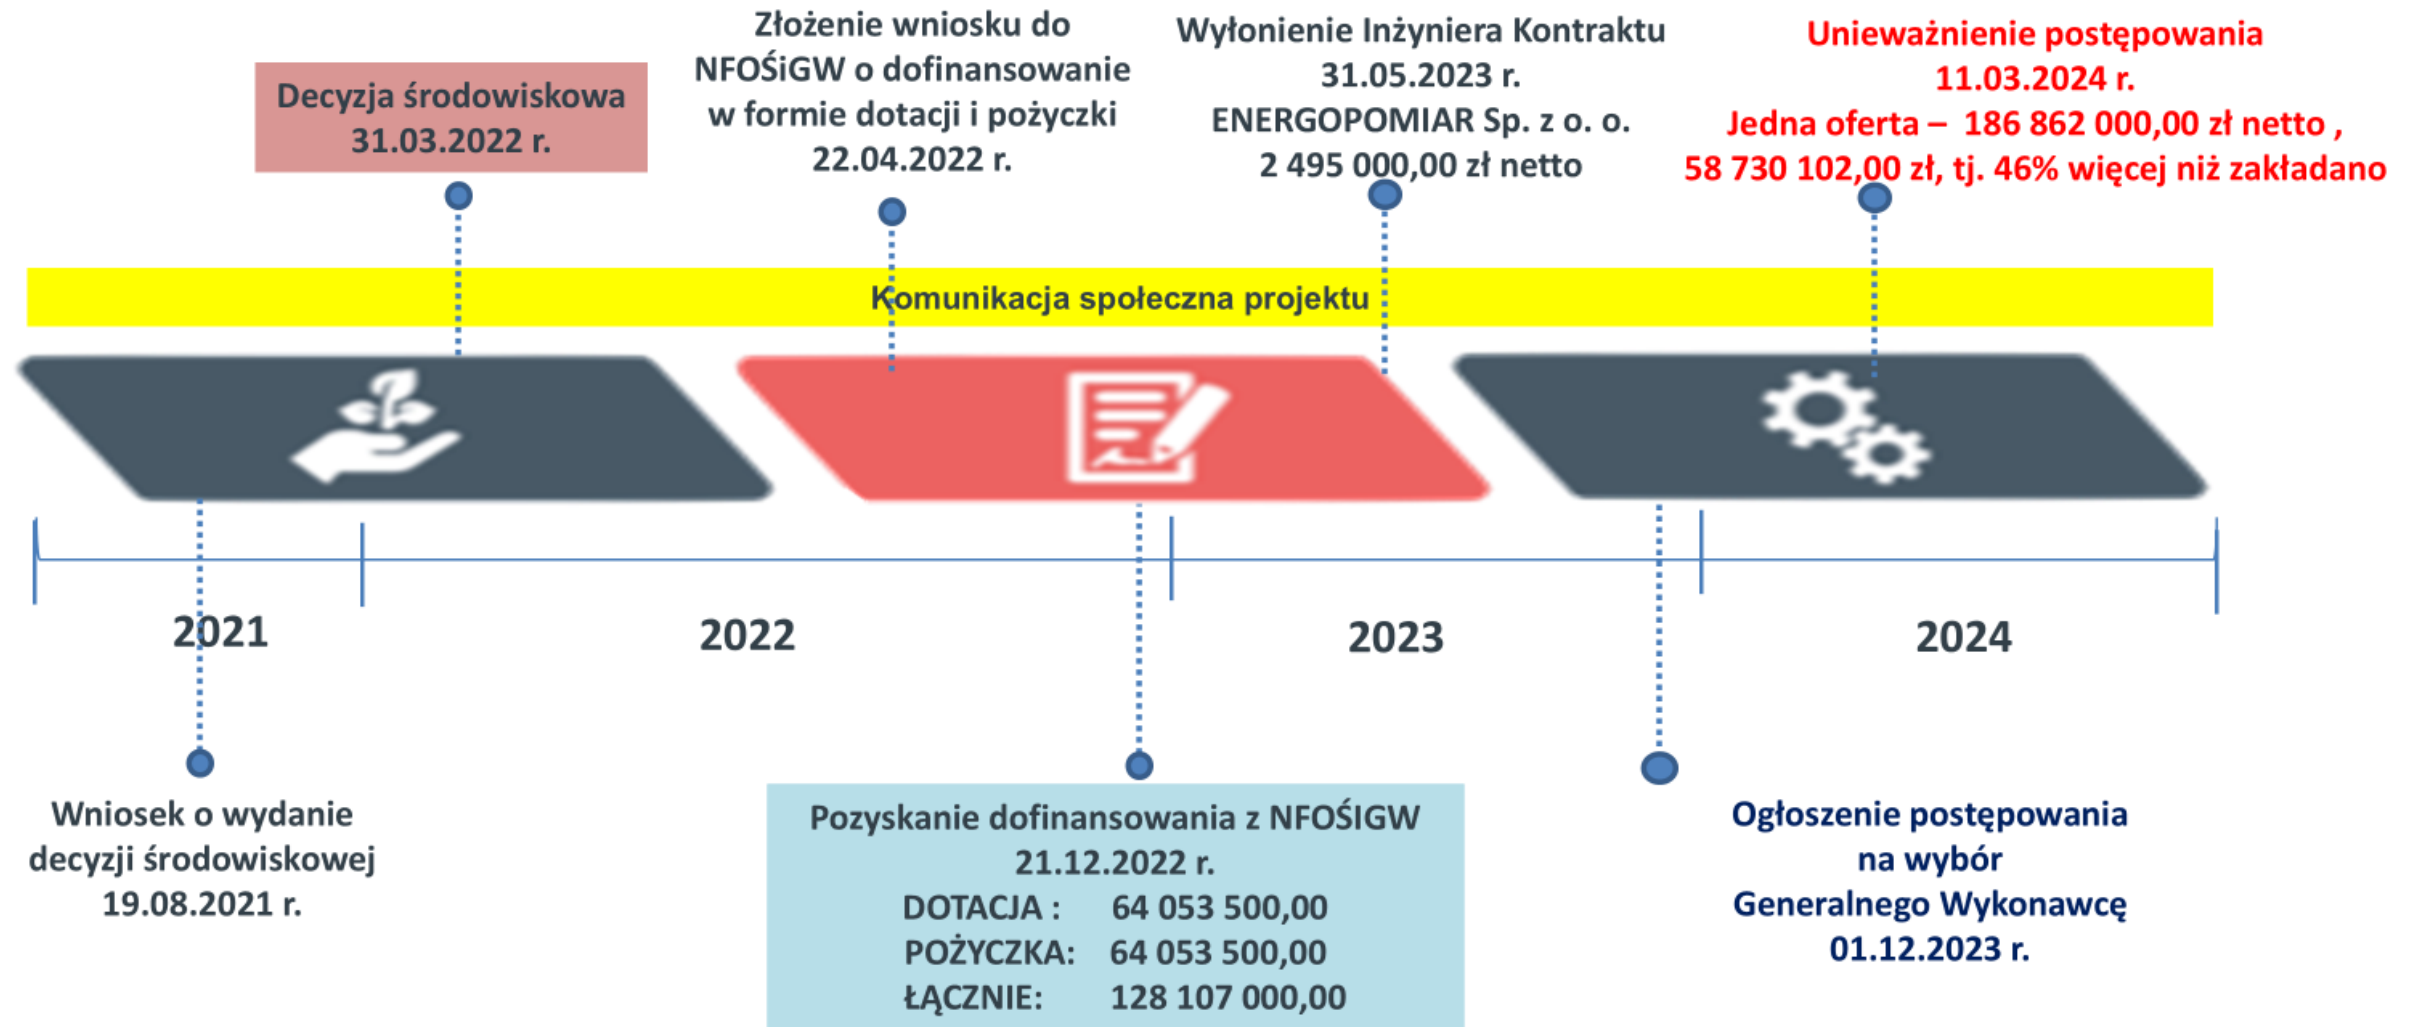 Decyzja środowiskowa
31.03.2022 r.
Złożenie wniosku do
NFOŚiGW o dofinansowanie
w formie dotacji i pożyczki
22.04.2022 r.
Wyłonienie Inżyniera Kontraktu
31.05.2023 r.
ENERGOPOMIAR Sp. z o. o.
2 495 000,00 zł netto
Unieważnienie postępowania
11.03.2024 r.
Jedna oferta – 186 862 000,00 zł netto ,
58 730 102,00 zł, tj. 46% więcej niż zakładano
Komunikacja społeczna projektu
2021
2022
2023
2024
Wniosek o wydanie
decyzji środowiskowej
19.08.2021 r.
Pozyskanie dofinansowania z NFOŚIGW
21.12.2022 r.
DOTACJA : 64 053 500,00
POŻYCZKA: 64 053 500,00
ŁĄCZNIE: 128 107 000,00
Ogłoszenie postępowania
na wybór
Generalnego Wykonawcę
01.12.2023 r.